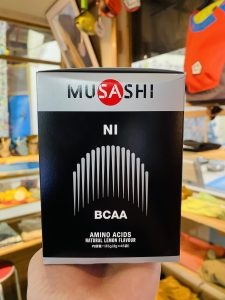 MUSASHI
NI
BCAA
AMINO ACIDS
NATURAL LEMON FLAVOUR